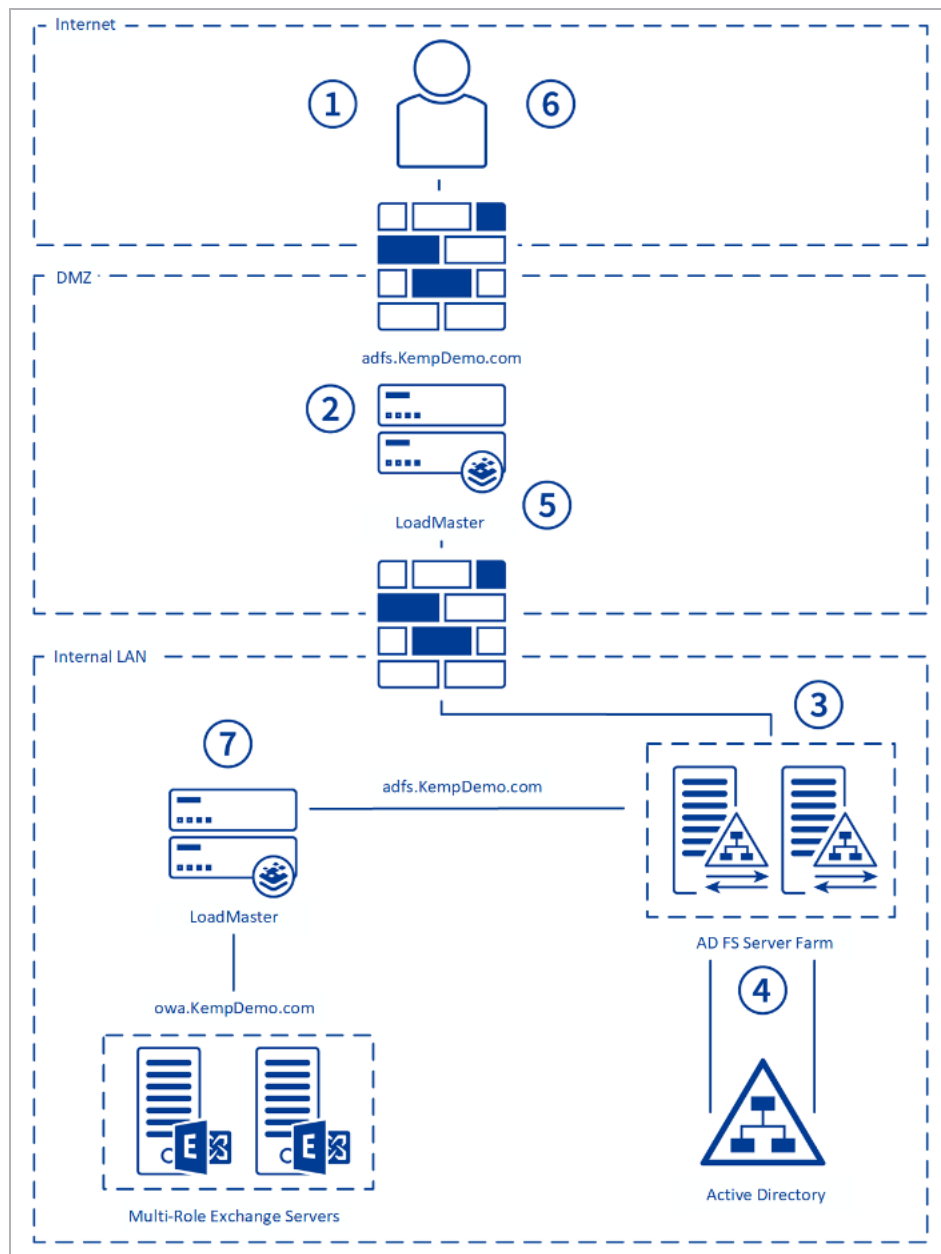 Internet
1
6
DMZ
adfs.KempDemo.com
2
5
LoadMaster
Internal LAN
3
7
adfs.KempDemo.com
LoadMaster
AD FS Server Farm
4
owa.KempDemo.com
E
E
Multi-Role Exchange Servers
Active Directory